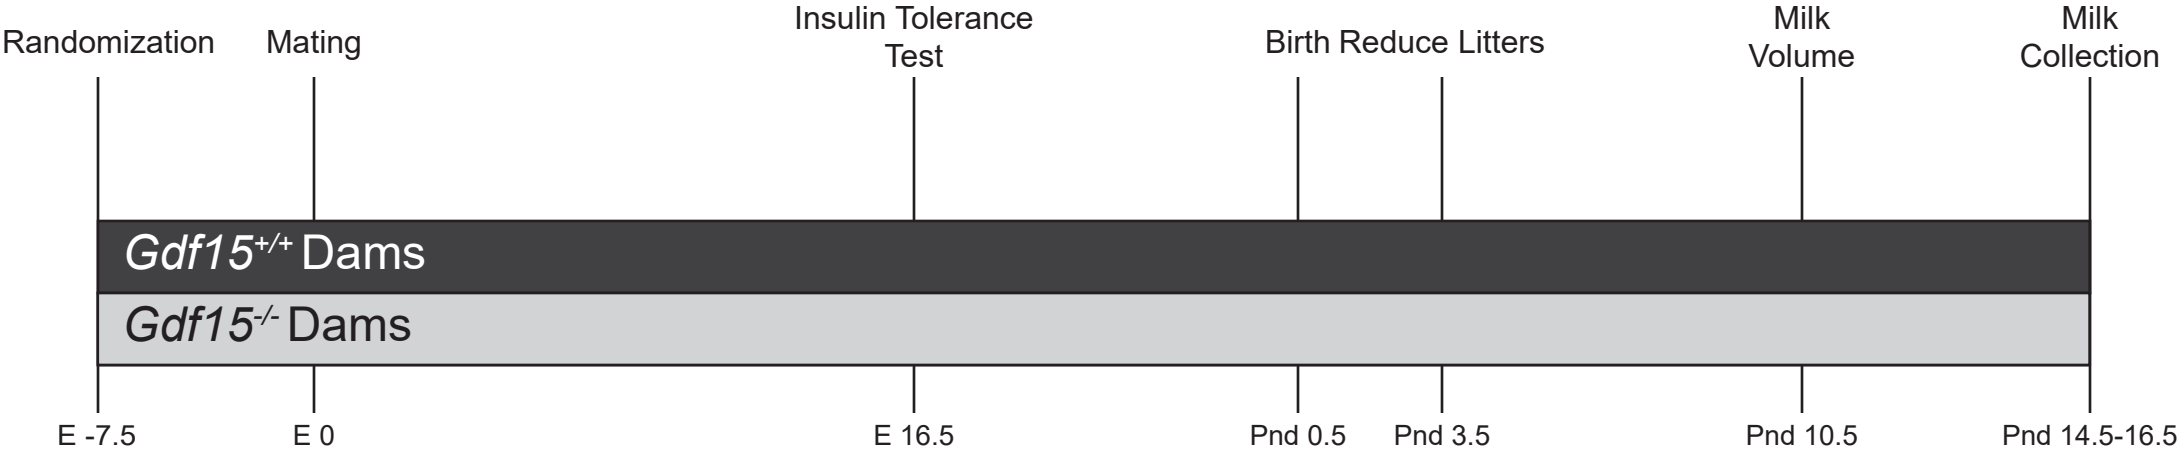 Randomization
Mating
Insulin Tolerance
Test
Birth
Reduce Litters
Milk
Volume
Milk
Collection
Gdf15+/+ Dams
Gdf15-/- Dams
E -7.5
E 0
E 16.5
Pnd 0.5
Pnd 3.5
Pnd 10.5
Pnd 14.5-16.5